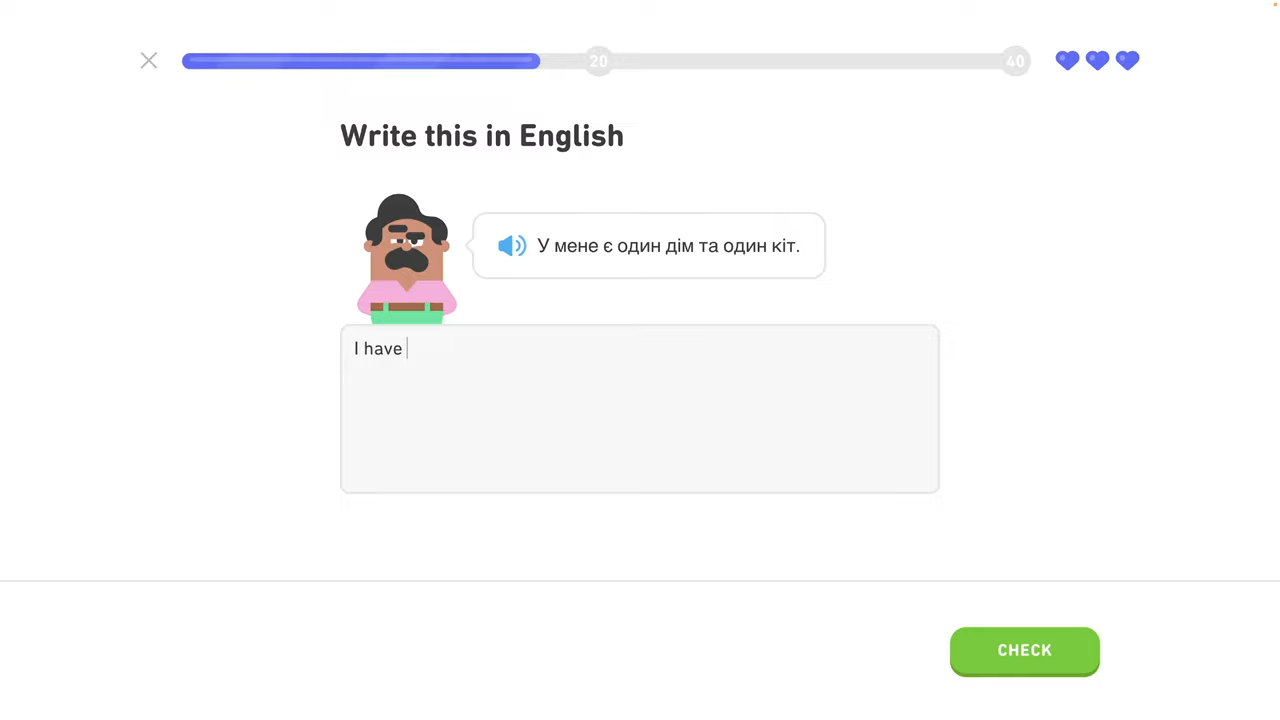 20
40
Write this in English
У мене є один дім та один кіт.
I have
CHECK